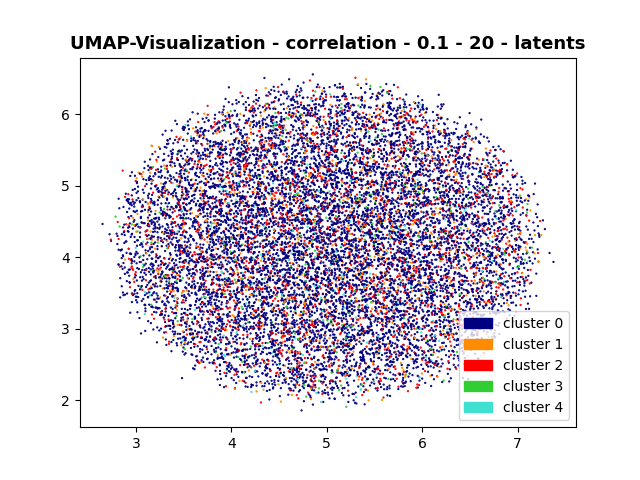 UMAP-Visualization - correlation - 0.1 - 20 - latents
6
5
4
3
2
3 4 5 6 7
cluster 0
cluster 1
cluster 2
cluster 3
cluster 4